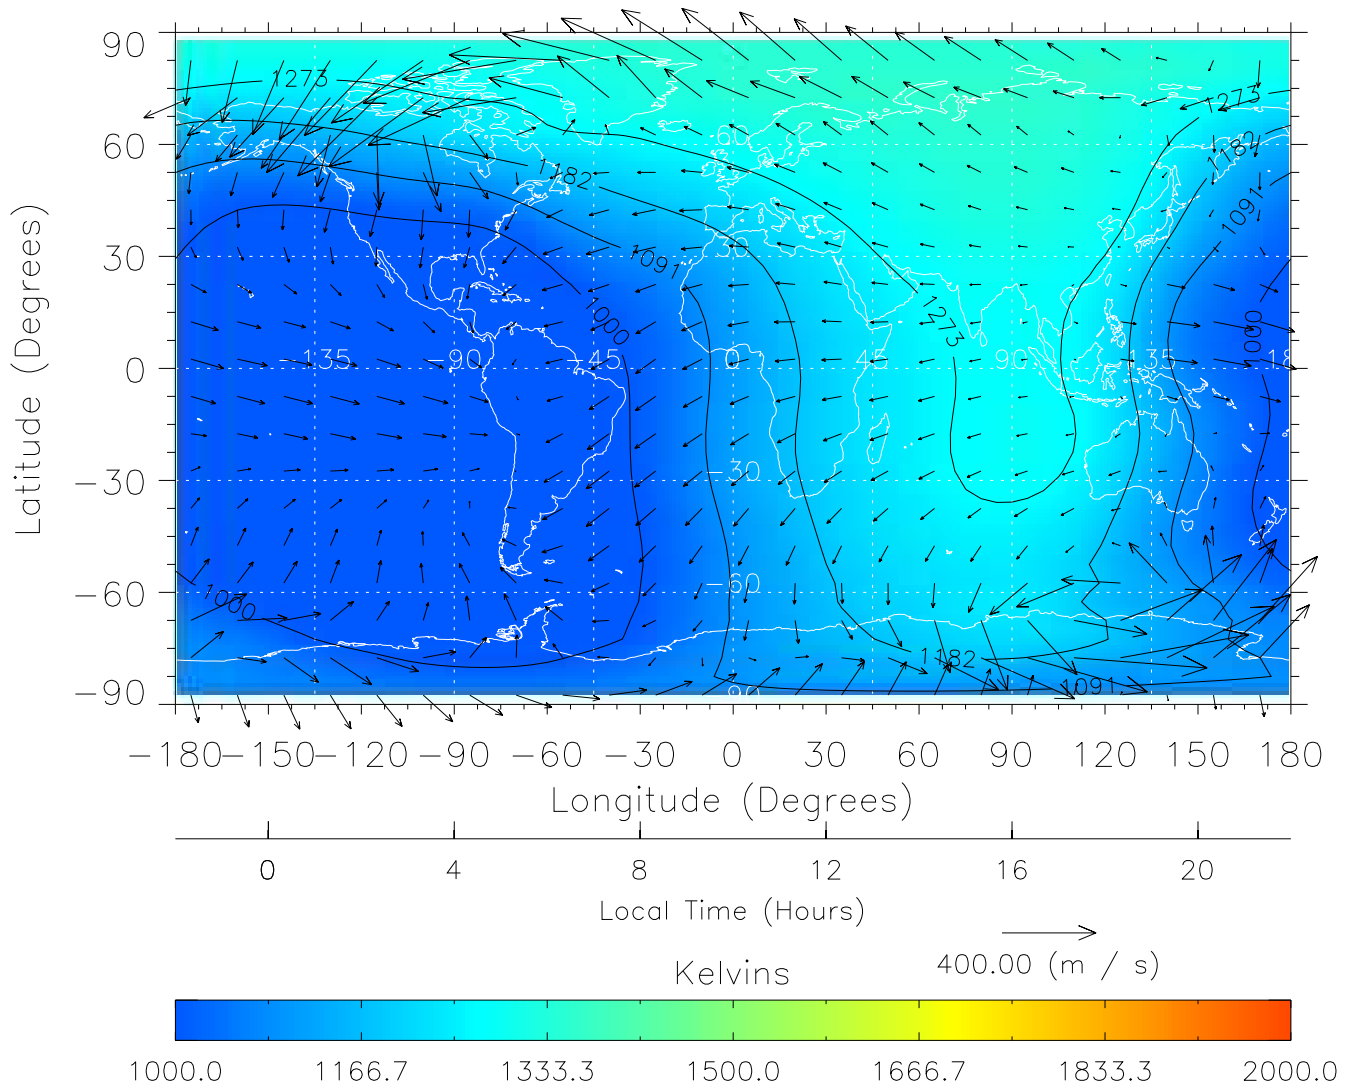 90
60
30
0
−30
−60
−90
Latitude (Degrees)
1273
1273
1182
1182
1091
1091
1000
1000
1273
1000
1182
1091
60
30
−135 −90 −45 0 45 90 135 18
−30
−60
−90
−180 −150 −120 −90 −60 −30 0 30 60 90 120 150 180
Longitude (Degrees)
0 4 8 12 16 20
Local Time (Hours)
400.00 (m / s)
Kelvins
1000.0 1166.7 1333.3 1500.0 1666.7 1833.3 2000.0